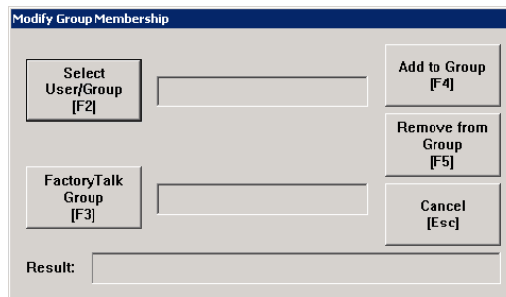 Modify Group Membership
Select
User/Group
[F2]
Add to Group
[F4]
Remove from
Group
[F5]
FactoryTalk
Group
[F3]
Cancel
[Esc]
Result: